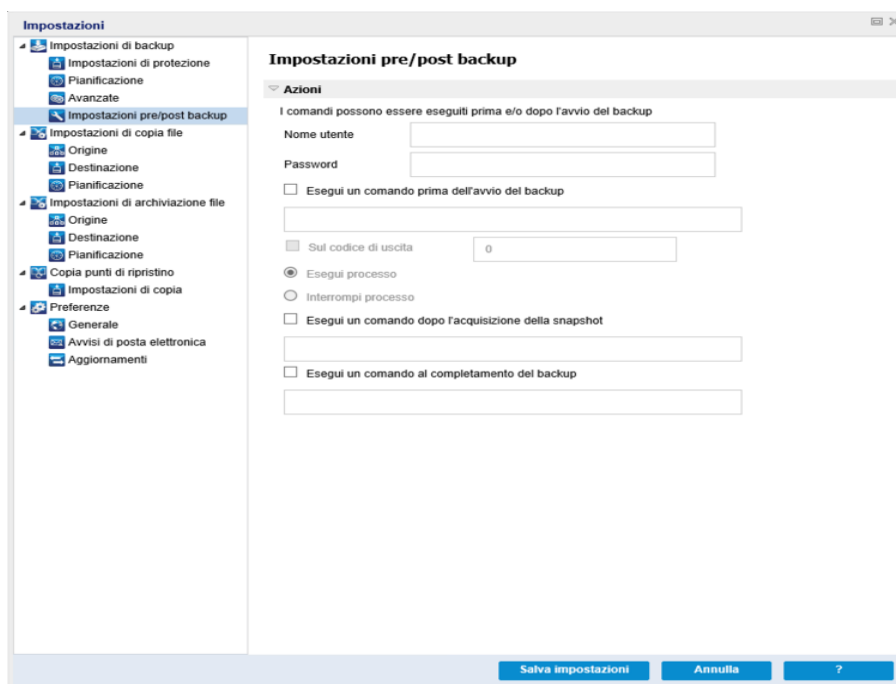 Impostazioni
Impostazioni di backup
Impostazioni di protezione
Pianificazione
Avanzate
Impostazioni pre/post backup
Impostazioni di copia file
Origine
Destinazione
Pianificazione
Impostazioni di archiviazione file
Origine
Destinazione
Pianificazione
Copia punti di ripristino
Impostazioni di copia
Preferenze
Generale
Avvisi di posta elettronica
Aggiornamenti
Impostazioni pre/post backup
Azioni
I comandi possono essere eseguiti prima e/o dopo l'avvio del backup
Nome utente
Password
Esegui un comando prima dell'avvio del backup
Sul codice di uscita 0
Esegui processo
Interrompi processo
Esegui un comando dopo l'acquisizione della snapshot
Esegui un comando al completamento del backup
Salva impostazioni Annulla ?